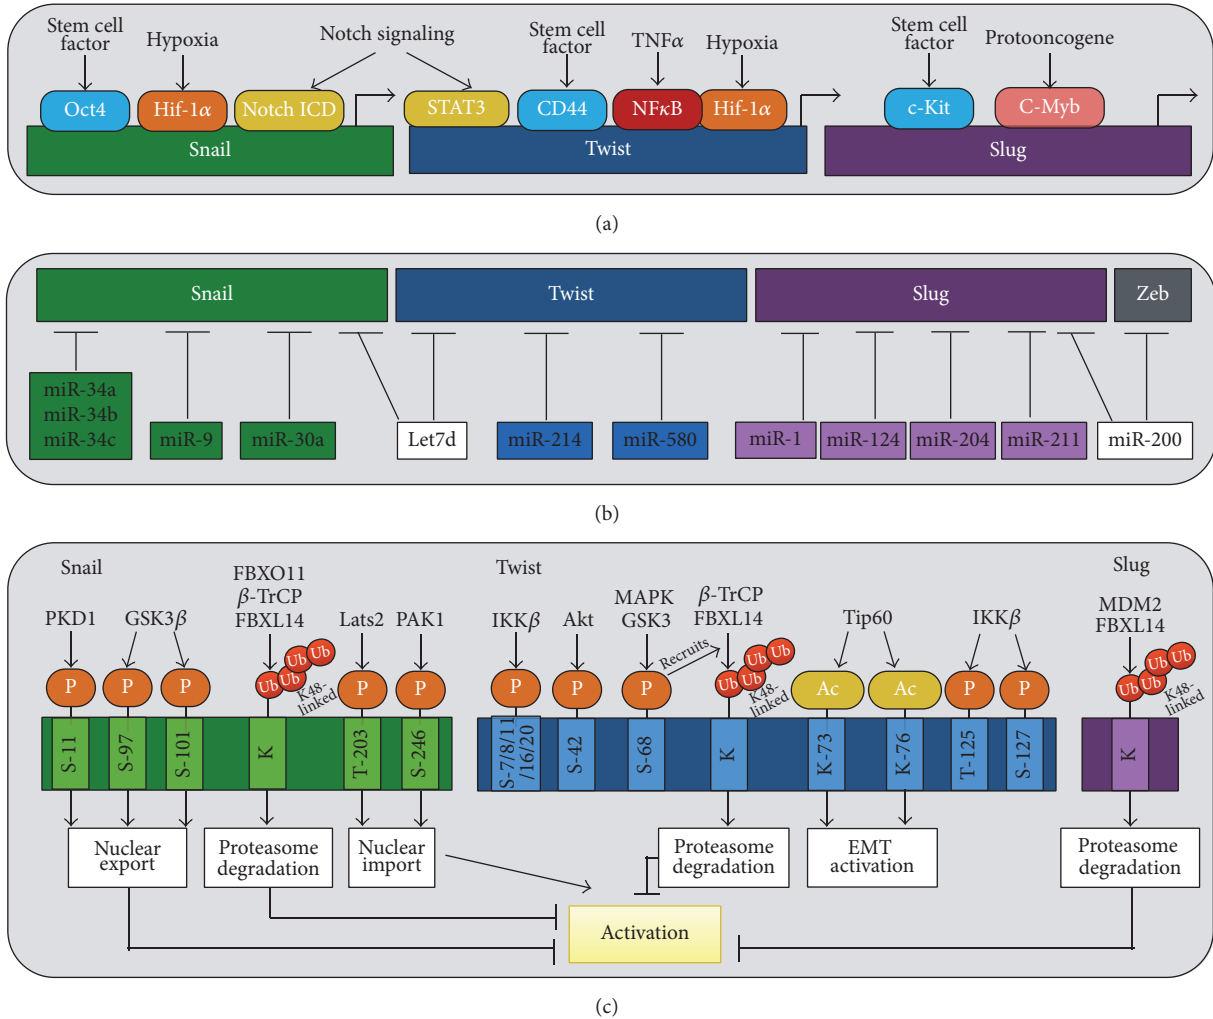 Stem cell
factor
Hypoxia
Notch signaling
Stem cell
factor
TNFα
Hypoxia
Stem cell
factor
Protooncogene
Oct4
Hif-1α
Notch ICD
STAT3
CD44
NFκB
Hif-1α
c-Kit
C-Myb
Snail
Twist
Slug
(a)
Snail
Twist
Slug
Zeb
miR-34a
miR-34b
miR-34c
miR-9
miR-30a
Let7d
miR-214
miR-580
miR-1
miR-124
miR-204
miR-211
miR-200
(b)
Snail
Twist
Slug
PKD1
GSK3β
FBXO11
β-TrCP
FBXL14
Lats2
PAK1
IKKβ
Akt
MAPK
GSK3
Recruits
β-TrCP
FBXL14
Tip60
IKKβ
MDM2
FBXL14
P
P
P
Ub
Ub
Ub
Ub
K48-
linked
P
P
P
P
P
Ub
Ub
Ub
Ub
K48-
linked
Ac
Ac
P
P
Ub
Ub
Ub
Ub
K48-
linked
S-11
S-97
S-101
K
T-203
S-246
S-7/8/11
/16/20
S-42
S-68
K
K-73
K-76
T-125
S-127
K
Nuclear
export
Proteasome
degradation
Nuclear
import
Proteasome
degradation
EMT
activation
Proteasome
degradation
Activation
(c)